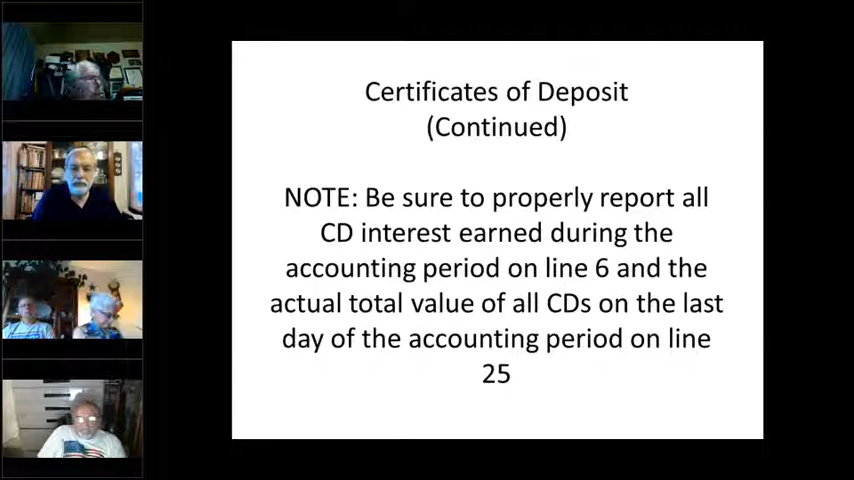 Certificates of Deposit
(Continued)
NOTE: Be sure to properly report all
CD interest earned during the
accounting period on line 6 and the
actual total value of all CDs on the last
day of the accounting period on line
25